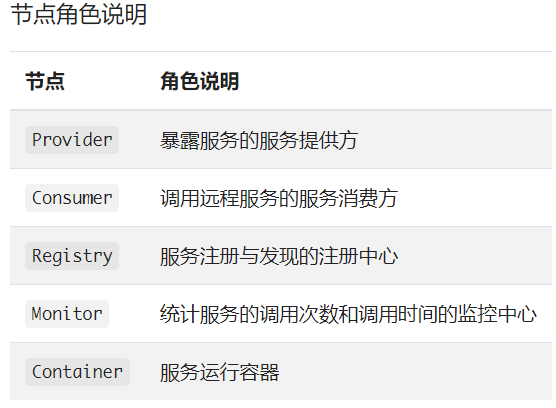 节点角色说明
节点 角色说明
Provider 暴露服务的服务提供方
Consumer 调用远程服务的服务消费方
Registry 服务注册与发现的注册中心
Monitor 统计服务的调用次数和调用时间的监控中心
Container 服务运行容器